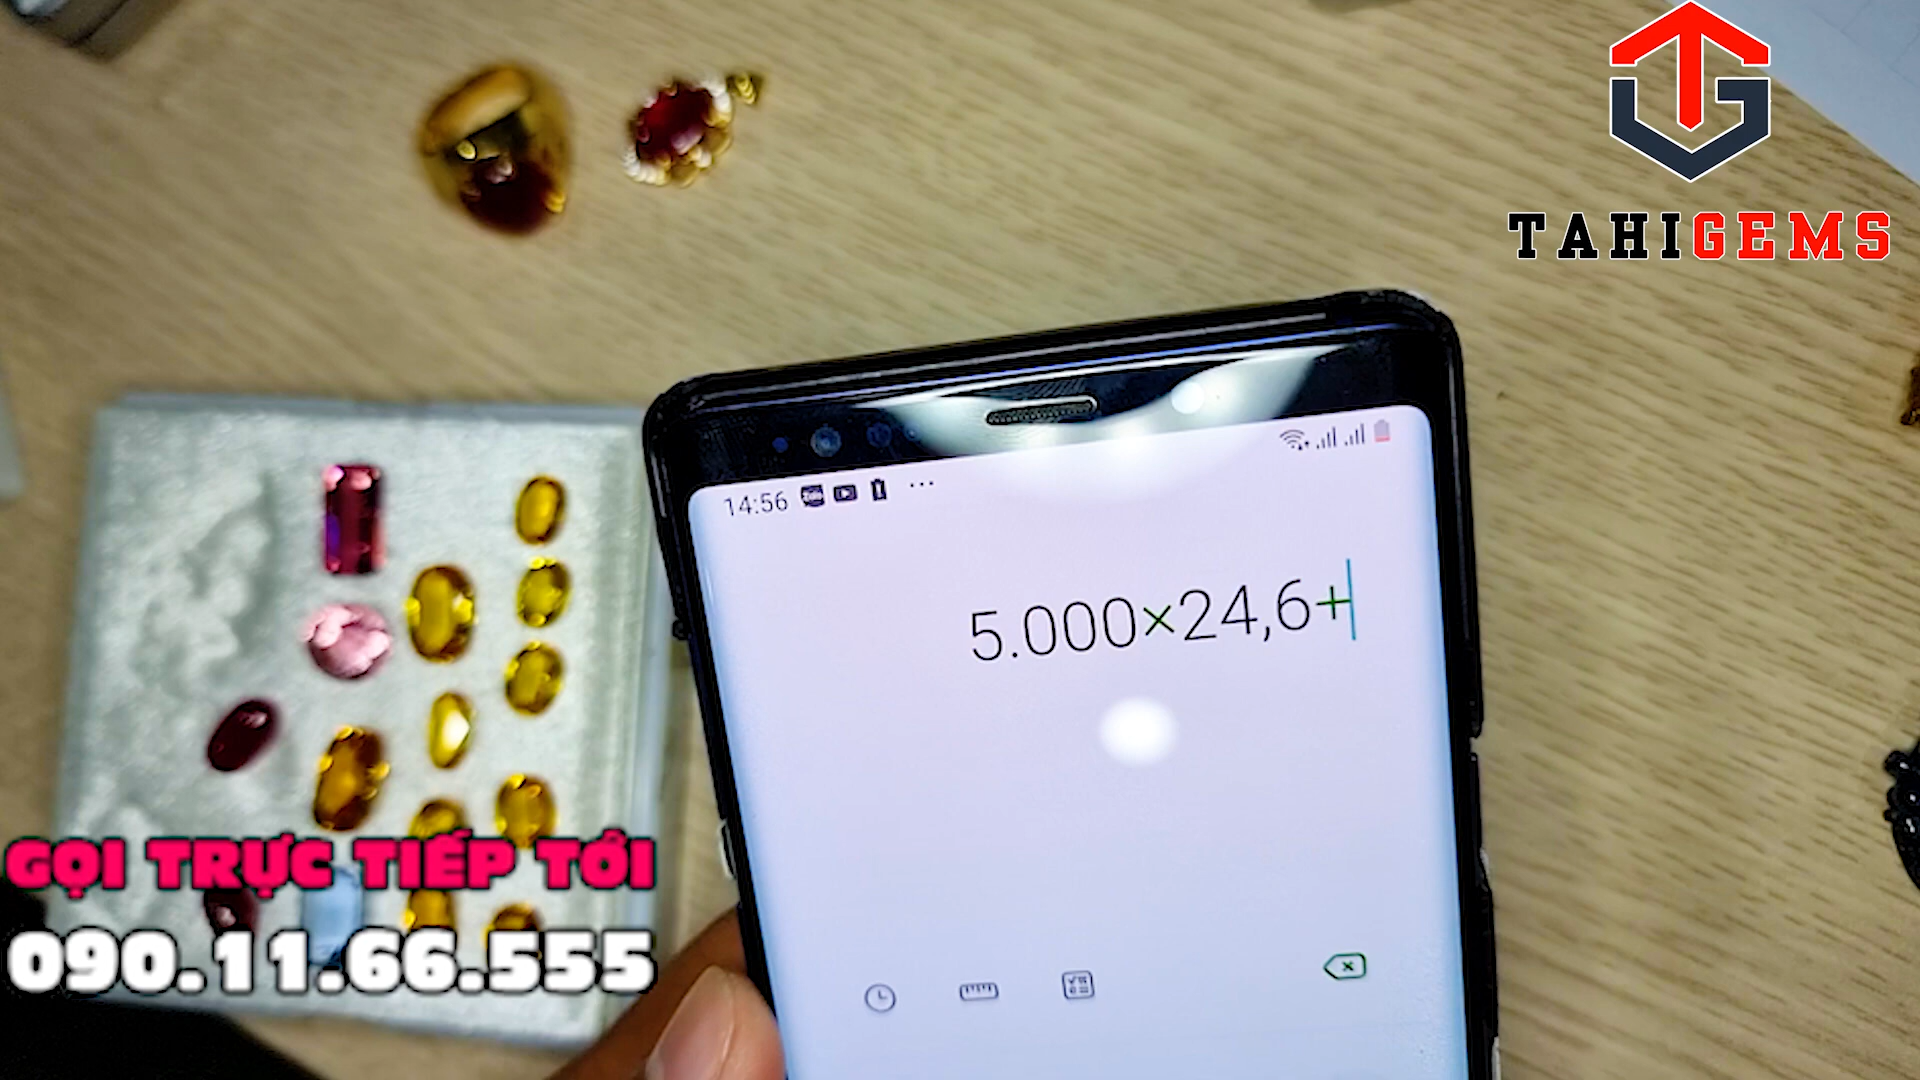 TAHIGEMS
14:56
5.000×24,6+
GỌI TRỰC TIẾP TỚI
090.11.66.555